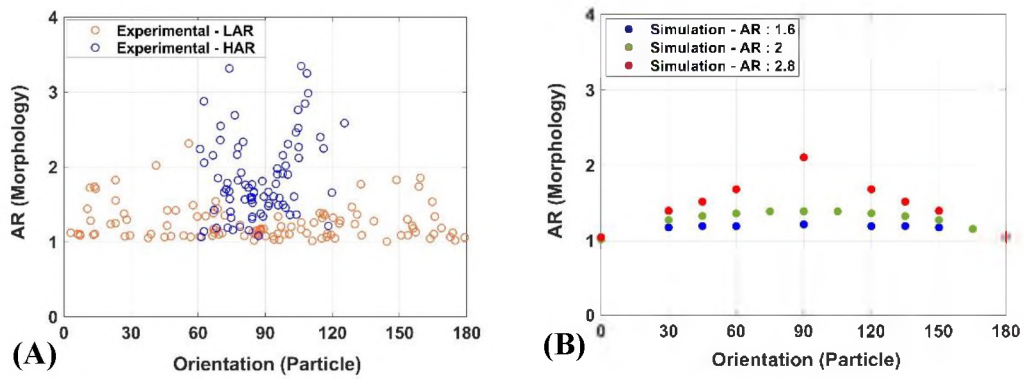 4
3
2
1
0
AR (Morphology)
Experimental - LAR
Experimental - HAR
0 30 60 90 120 150 180
Orientation (Particle)
(A)
4
3
2
1
0
AR (Morphology)
Simulation - AR : 1.6
Simulation - AR : 2
Simulation - AR : 2.8
0 30 60 90 120 150 180
Orientation (Particle)
(B)